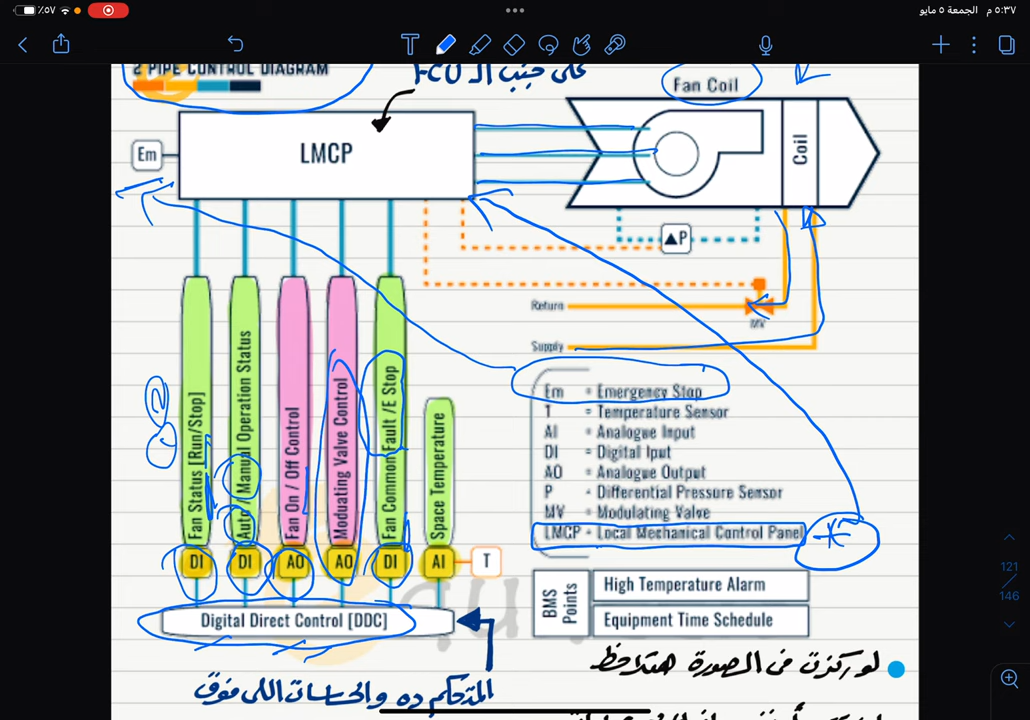 ٥:٣٧ م الجمعة ٥ مايو
٪٥٧
2 PIPE CONTROL DIAGRAM
على جنب الـ FCU
Fan Coil
Em
LMCP
Coil
▲P
Return
MV
Supply
Fan Status [Run/Stop]
Auto / Manual Operation Status
Fan On / Off Control
Moduating Valve Control
Fan Common Fault /E Stop
Space Temperature
DI
DI
AO
AO
DI
AI
T
Digital Direct Control [DDC]
Em = Emergency Stop
T = Temperature Sensor
AI = Analogue Input
DI = Digital Iput
AO = Analogue Output
P - Differential Pressure Sensor
MV = Modulating Valve
LMCP - Local Mechanical Control Panel
BMS Points
High Temperature Alarm
Equipment Time Schedule
121
146
لو ركزت في الصورة هتلاحظ
المتحكم ده والحساسات اللي فوق